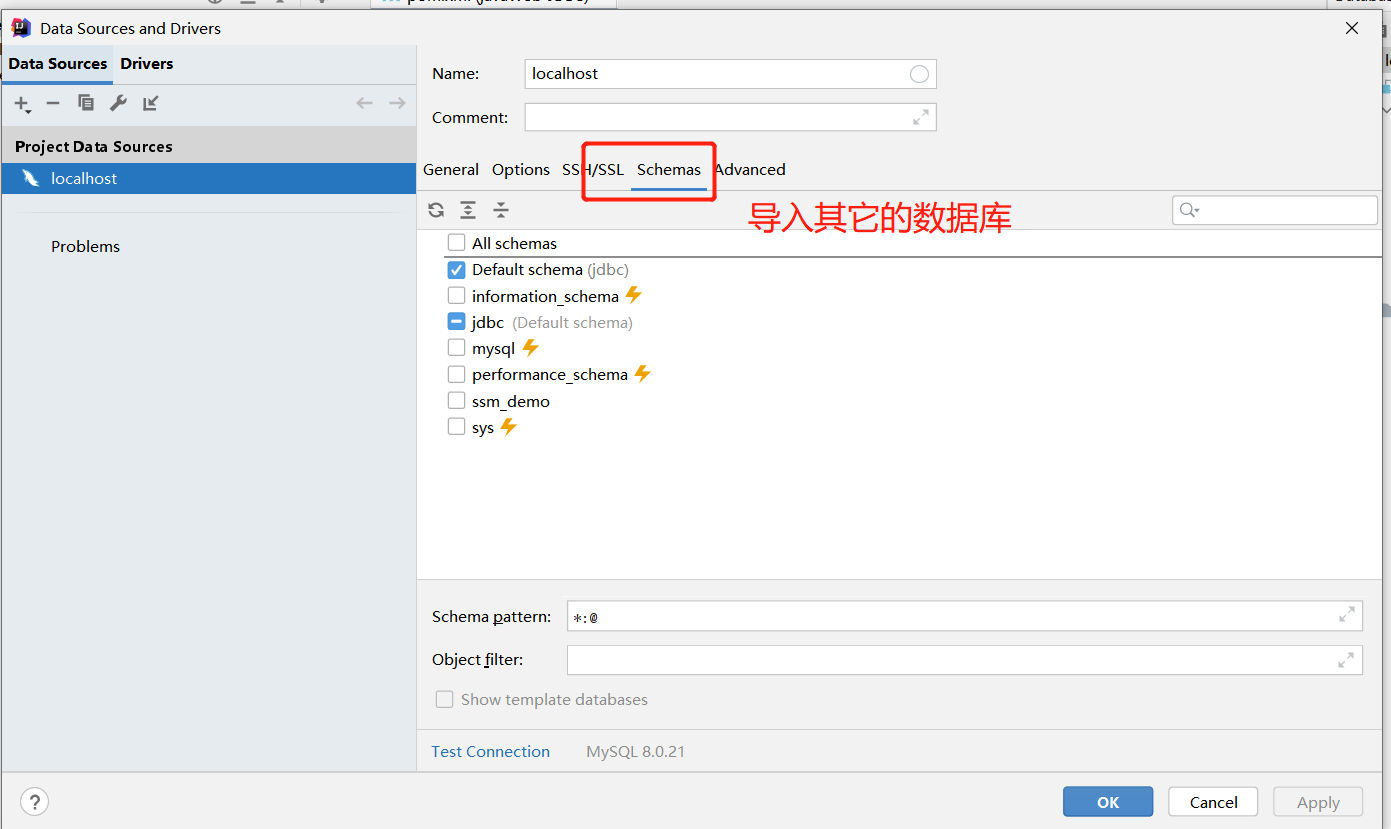 Data Sources and Drivers
Data Sources Drivers
Name: localhost
Comment:
Project Data Sources
localhost
Problems
General Options SSH/SSL Schemas Advanced
导入其它的数据库
All schemas
Default schema (jdbc)
information_schema
jdbc (Default schema)
mysql
performance_schema
ssm_demo
sys
Schema pattern: *:@
Object filter:
Show template databases
Test Connection MySQL 8.0.21
? OK Cancel Apply